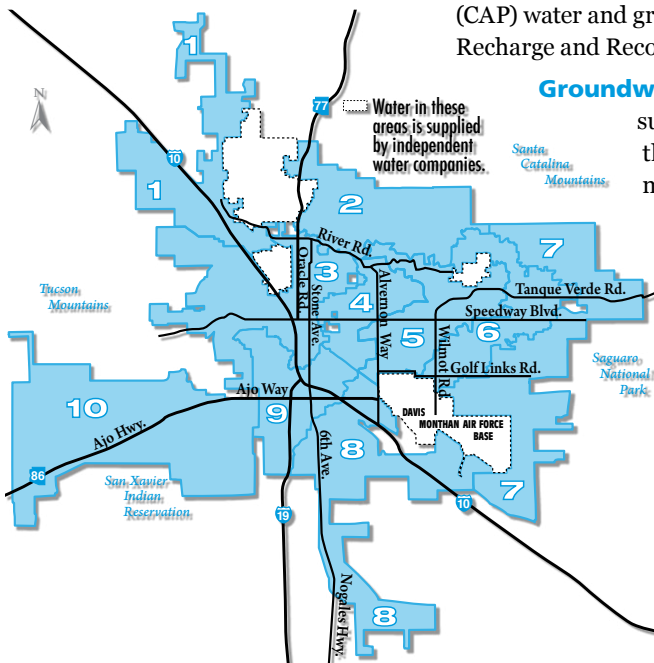 (CAP) water and gr
Recharge and Reco
Groundw
su
th
m
N
1
77
Water in these
areas is supplied
by independent
water companies.
Santa
Catalina
Mountains
10
1
2
7
River Rd.
Oracle Rd.
Stone Ave.
3
4
Alvernon Way
Tanque Verde Rd.
Speedway Blvd.
Tucson
Mountains
5
6
Wilmot Rd.
Golf Links Rd.
Saguara
National
Park
Ajo Way
10
9
Ajo Hwy.
DAVIS
MONTHAN AIR FORCE
BASE
8
6th Ave.
86
San Xavier
Indian
Reservation
7
10
19
Nogales Hwy.
8